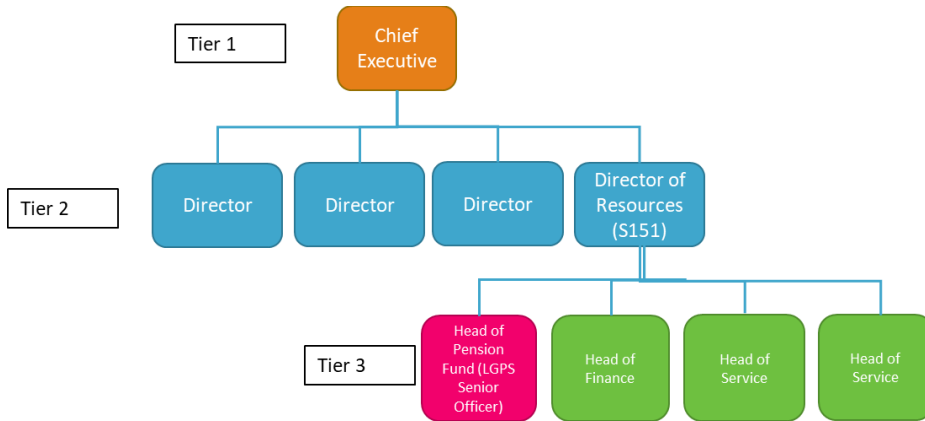 Tier 1
Chief
Executive
Tier 2
Director
Director
Director
Director of
Resources
(S151)
Tier 3
Head of
Pension
Fund (LGPS
Senior
Officer)
Head of
Finance
Head of
Service
Head of
Service